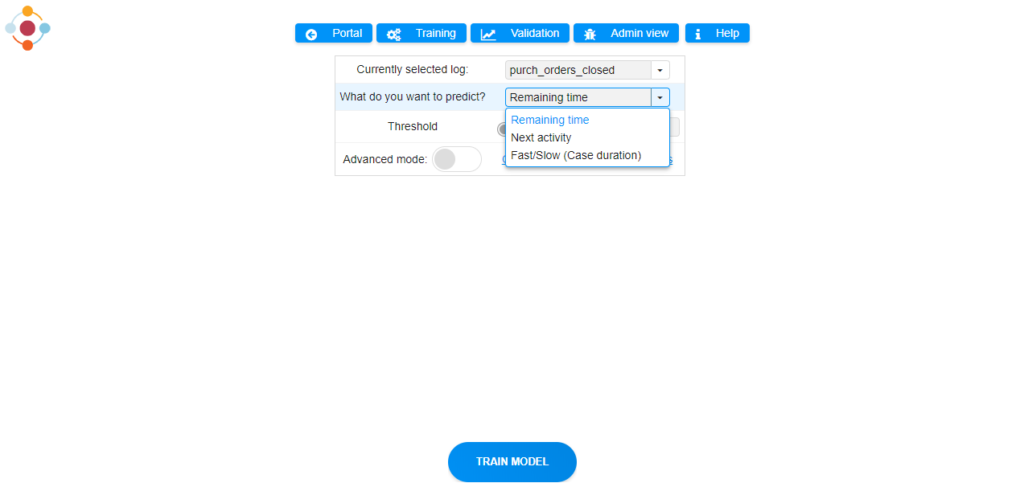 Portal Training Validation Admin view Help
Currently selected log: purch_orders_closed
What do you want to predict? Remaining time
Remaining time
Next activity
Fast/Slow (Case duration)
Threshold
Advanced mode:
TRAIN MODEL